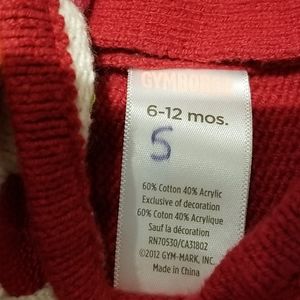 GYMBOREE
6-12 mos.
S
60% Cotton 40% Acrylic
Exclusive of decoration
60% Coton 40% Acrylique
Sauf la décoration
RN70530/CA31802
©2012 GYM-MARK, INC.
Made in China